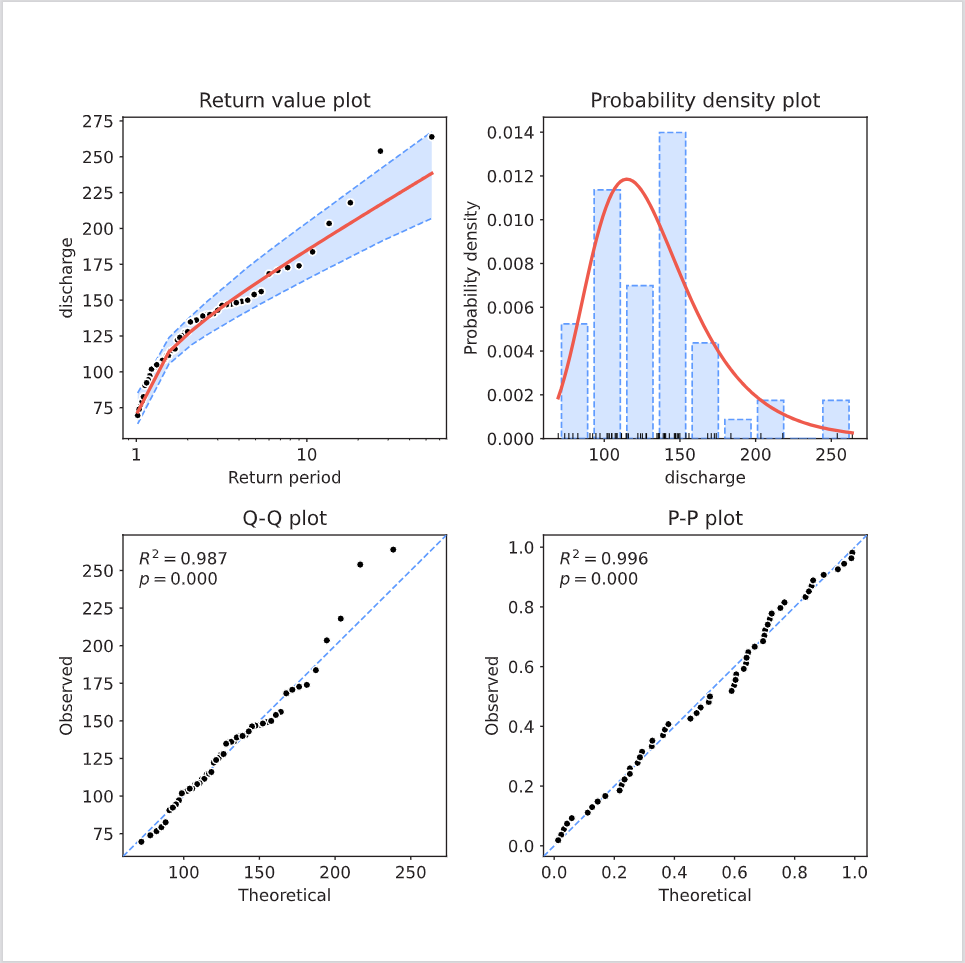 Return value plot
275
250
225
200
175
150
125
100
75
discharge
1 10
Return period
Probability density plot
0.014
0.012
0.010
0.008
0.006
0.004
0.002
0.000
Probability density
100 150 200 250
discharge
Q-Q plot
R² = 0.987
p = 0.000
250
225
200
175
150
125
100
75
Observed
100 150 200 250
Theoretical
P-P plot
R² = 0.996
p = 0.000
1.0
0.8
0.6
0.4
0.2
0.0
Observed
0.0 0.2 0.4 0.6 0.8 1.0
Theoretical